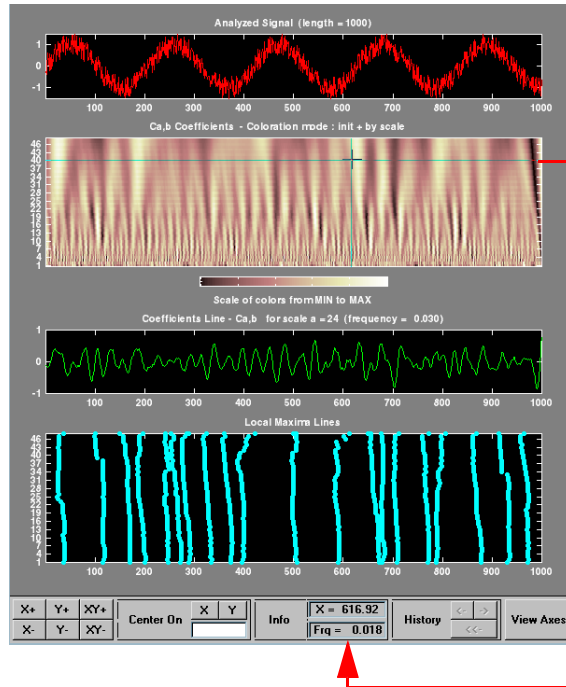 Analyzed Signal (length = 1000)
1
0
-1
100 200 300 400 500 600 700 800 900 1000
Ca,b Coefficients - Coloration mode : init + by scale
46
43
40
37
34
31
28
25
22
19
16
13
10
7
4
1
Scale of colors from MIN to MAX
Coefficients Line - Ca,b for scale a = 24 (frequency = 0.030)
1
0
-1
100 200 300 400 500 600 700 800 900 1000
Local Maxima Lines
46
43
40
37
34
31
28
25
22
19
16
13
10
7
4
1
100 200 300 400 500 600 700 800 900 1000
X+ Y+ XY+
X- Y- XY-
Center On
X Y
Info
X = 616.92
Frq = 0.018
History
<- ->
<<-
View Axes